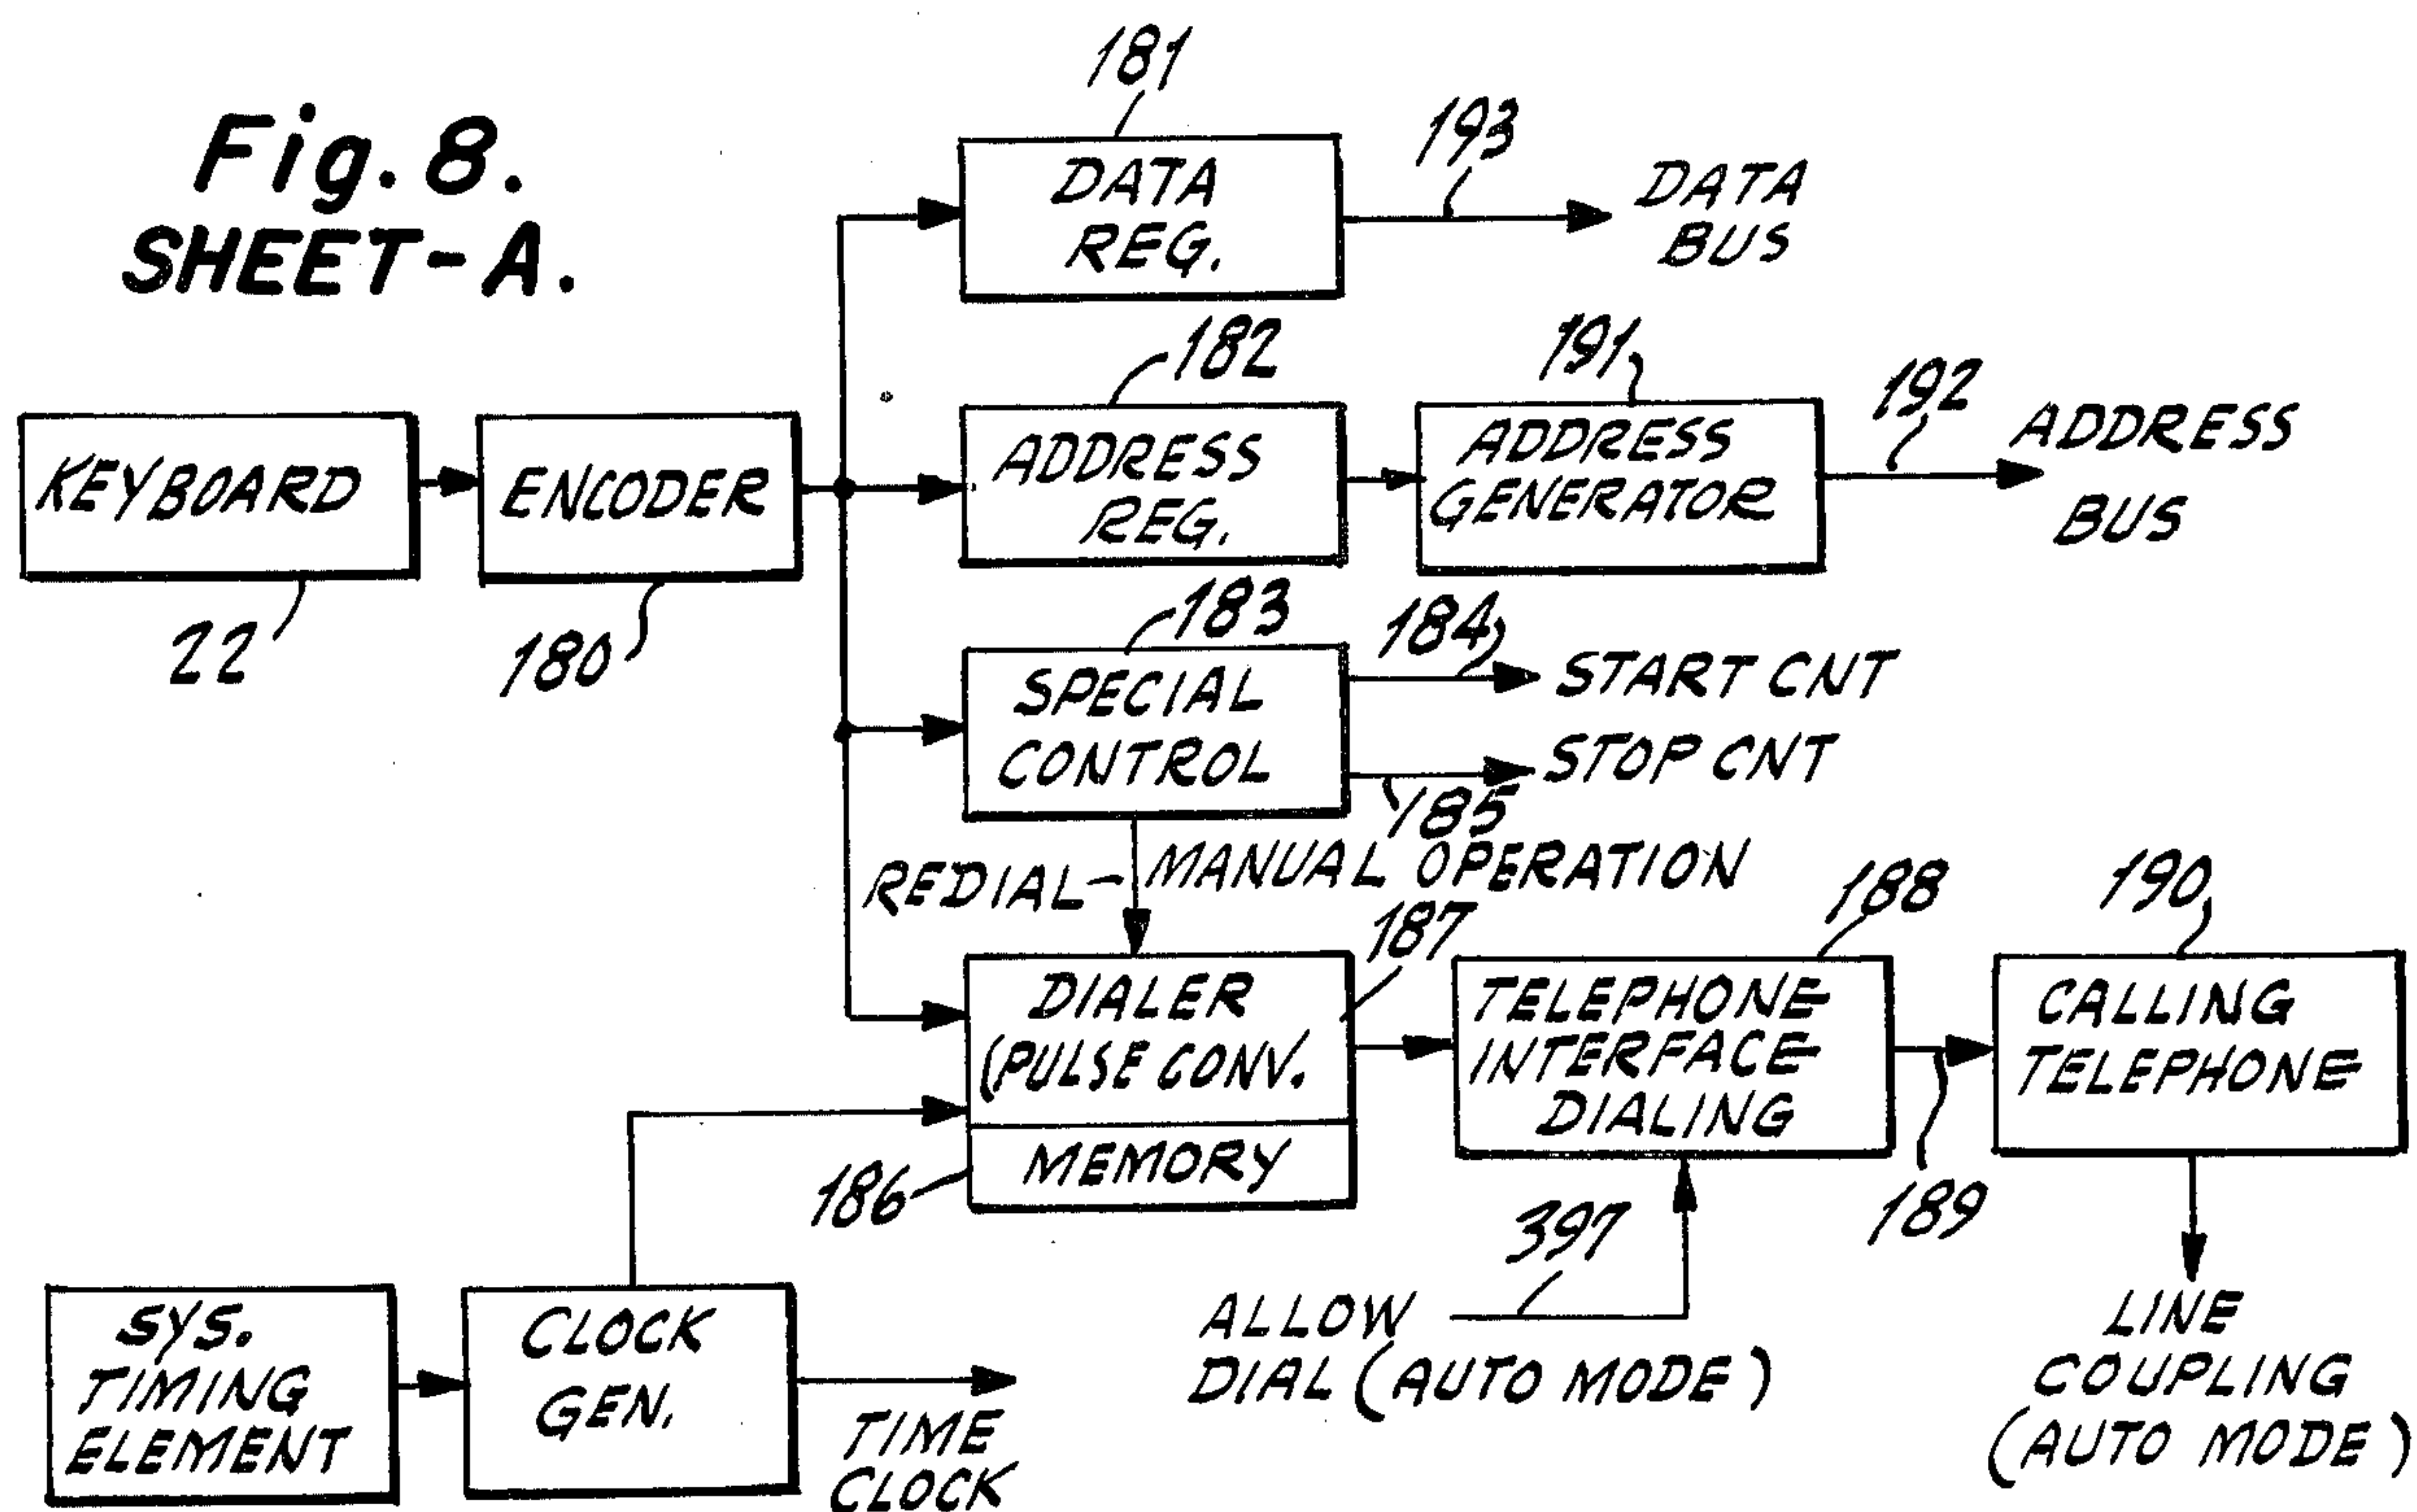 Fig. 8.
SHEET-A.
181
DATA
REG.
193
DATA
BUS
KEYBOARD
22
ENCODER
180
182
ADDRESS
REG.
191
ADDRESS
GENERATOR
192
ADDRESS
BUS
183
SPECIAL
CONTROL
184
START CNT
STOP CNT
185
REDIAL - MANUAL OPERATION
187
DIALER
(PULSE CONV.
MEMORY
186
188
TELEPHONE
INTERFACE
DIALING
189
190
CALLING
TELEPHONE
397
ALLOW
DIAL (AUTO MODE)
LINE
COUPLING
(AUTO MODE)
SYS.
TIMING
ELEMENT
CLOCK
GEN.
TIME
CLOCK